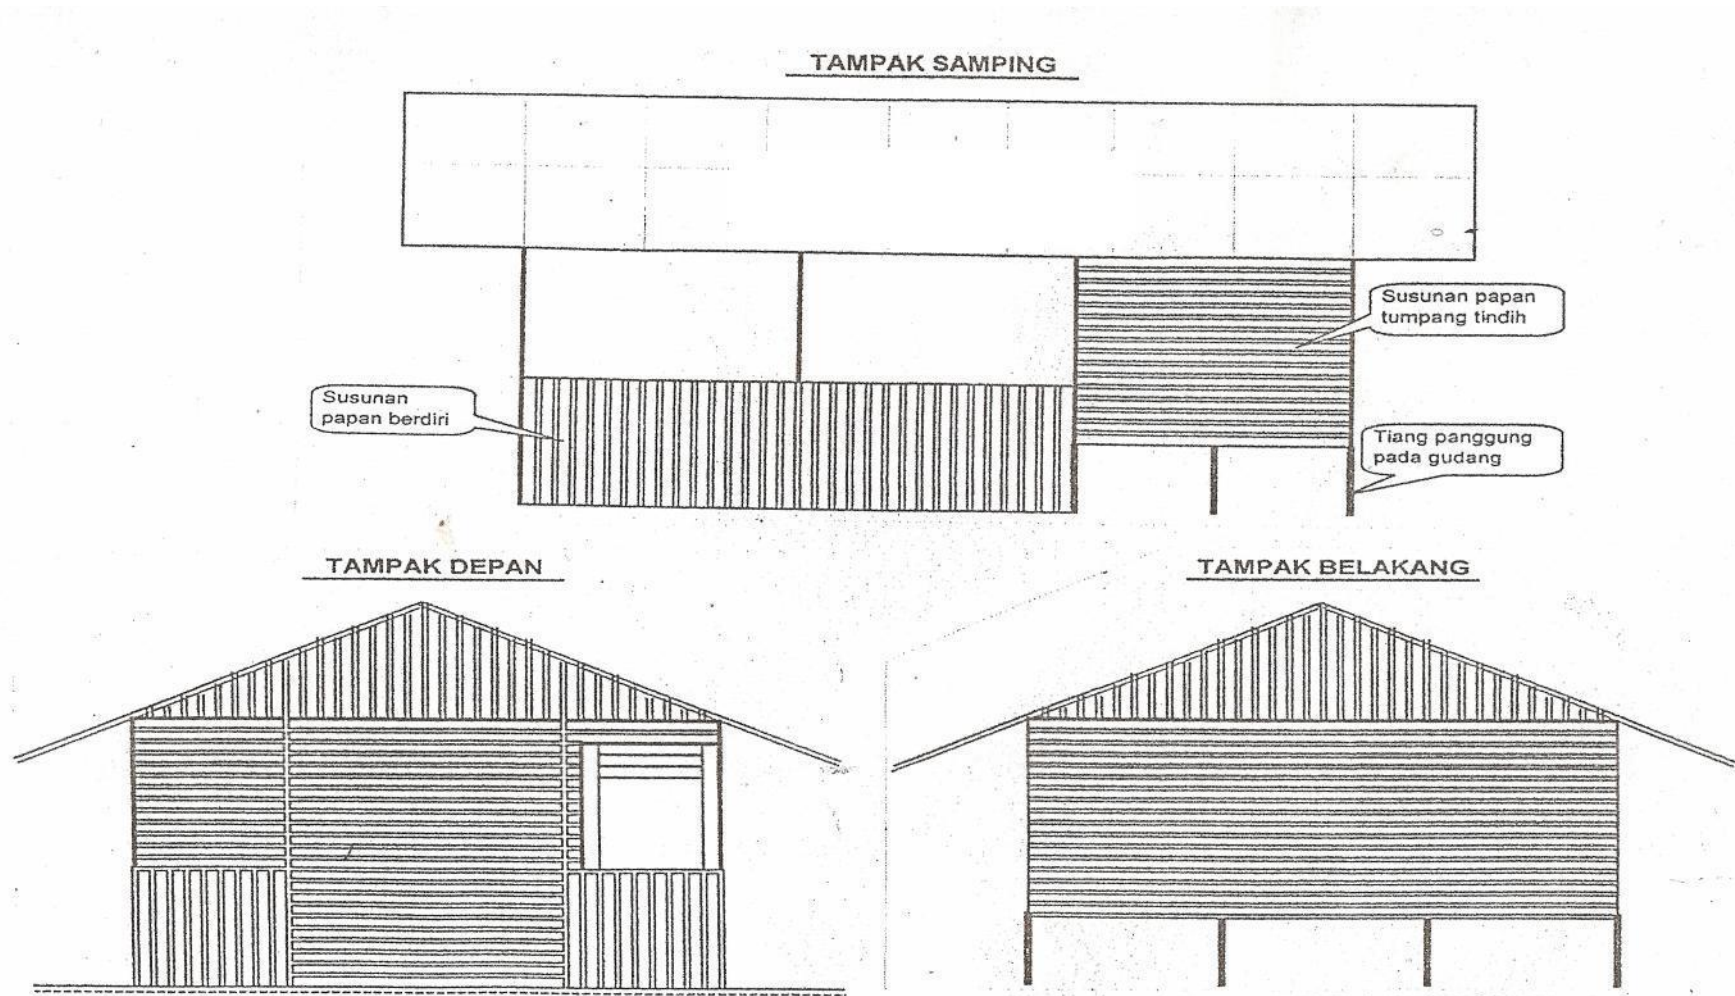 TAMPAK SAMPING
Susunan papan
tumpang tindih
Susunan
papan berdiri
Tiang panggung
pada gudang
TAMPAK DEPAN
TAMPAK BELAKANG